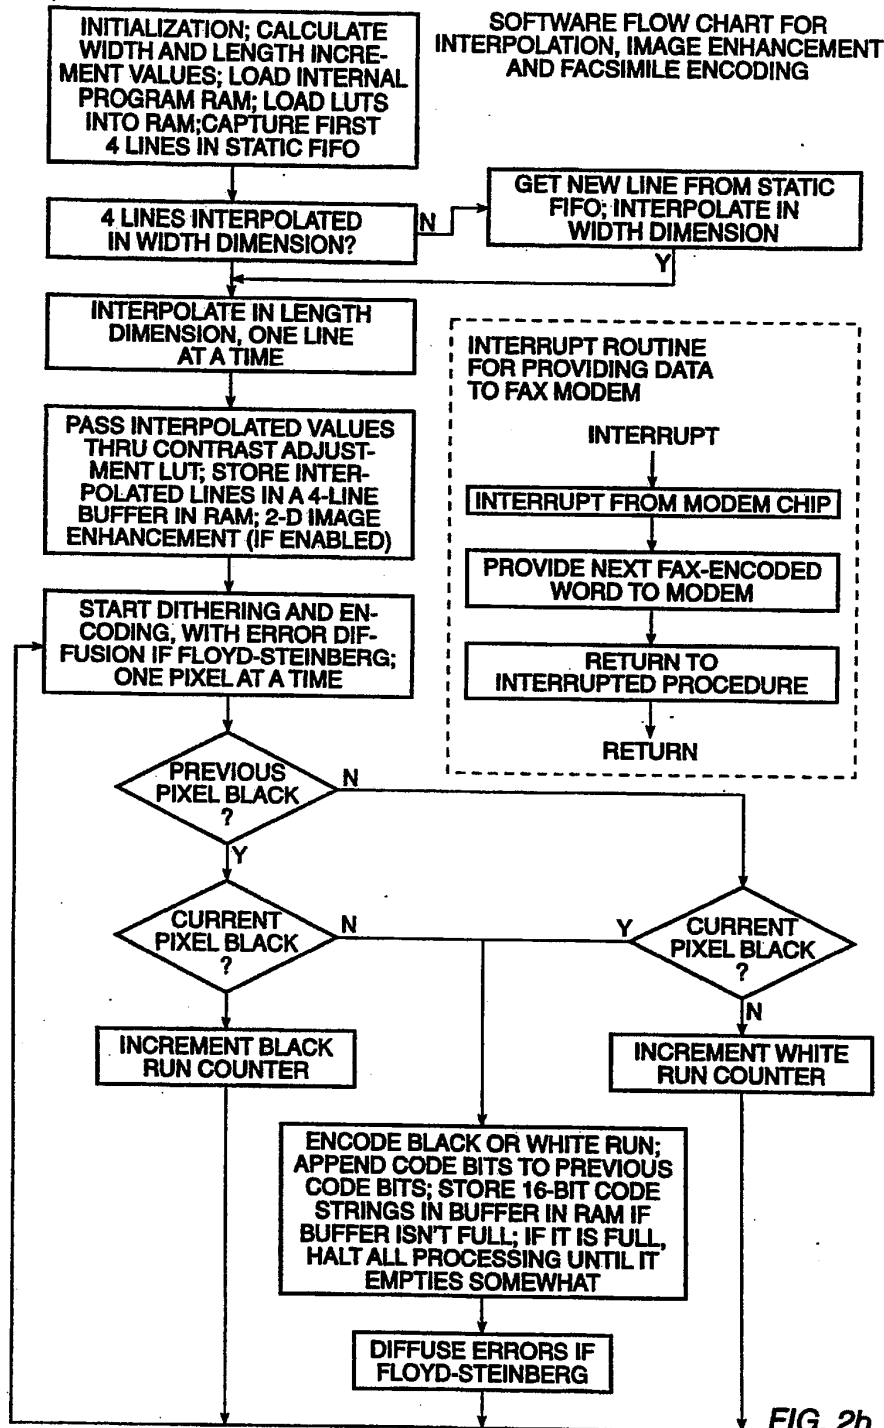 SOFTWARE FLOW CHART FOR
INTERPOLATION, IMAGE ENHANCEMENT
AND FACSIMILE ENCODING
INITIALIZATION; CALCULATE
WIDTH AND LENGTH INCRE-
MENT VALUES; LOAD INTERNAL
PROGRAM RAM; LOAD LUTS
INTO RAM;CAPTURE FIRST
4 LINES IN STATIC FIFO
4 LINES INTERPOLATED
IN WIDTH DIMENSION?
N
GET NEW LINE FROM STATIC
FIFO; INTERPOLATE IN
WIDTH DIMENSION
Y
INTERPOLATE IN LENGTH
DIMENSION, ONE LINE
AT A TIME
PASS INTERPOLATED VALUES
THRU CONTRAST ADJUST-
MENT LUT; STORE INTER-
POLATED LINES IN A 4-LINE
BUFFER IN RAM; 2-D IMAGE
ENHANCEMENT (IF ENABLED)
START DITHERING AND EN-
CODING, WITH ERROR DIF-
FUSION IF FLOYD-STEINBERG;
ONE PIXEL AT A TIME
INTERRUPT ROUTINE
FOR PROVIDING DATA
TO FAX MODEM
INTERRUPT
INTERRUPT FROM MODEM CHIP
PROVIDE NEXT FAX-ENCODED
WORD TO MODEM
RETURN TO
INTERRUPTED PROCEDURE
RETURN
PREVIOUS
PIXEL BLACK
?
N
Y
CURRENT
PIXEL BLACK
?
N
Y
CURRENT
PIXEL BLACK
?
N
INCREMENT BLACK
RUN COUNTER
INCREMENT WHITE
RUN COUNTER
ENCODE BLACK OR WHITE RUN;
APPEND CODE BITS TO PREVIOUS
CODE BITS; STORE 16-BIT CODE
STRINGS IN BUFFER IN RAM IF
BUFFER ISN'T FULL; IF IT IS FULL,
HALT ALL PROCESSING UNTIL IT
EMPTIES SOMEWHAT
DIFFUSE ERRORS IF
FLOYD-STEINBERG
FIG. 2b